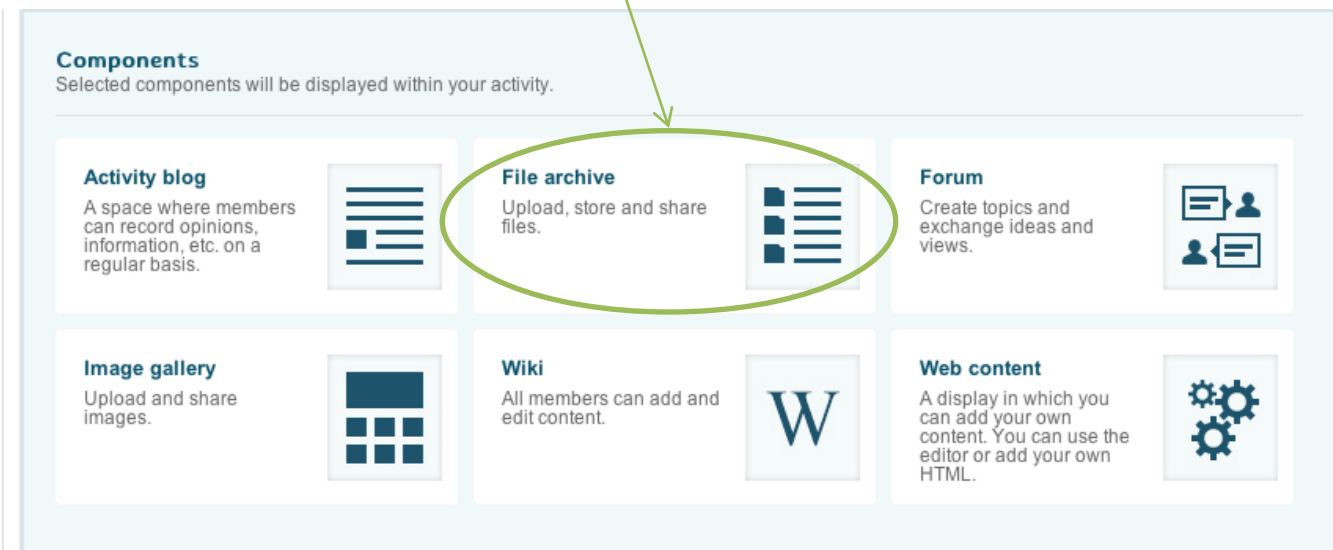 Components
Selected components will be displayed within your activity.
Activity blog
A space where members
can record opinions,
information, etc. on a
regular basis.
File archive
Upload, store and share
files.
Forum
Create topics and
exchange ideas and
views.
Image gallery
Upload and share
images.
Wiki
All members can add and
edit content.
W
Web content
A display in which you
can add your own
content. You can use the
editor or add your own
HTML.